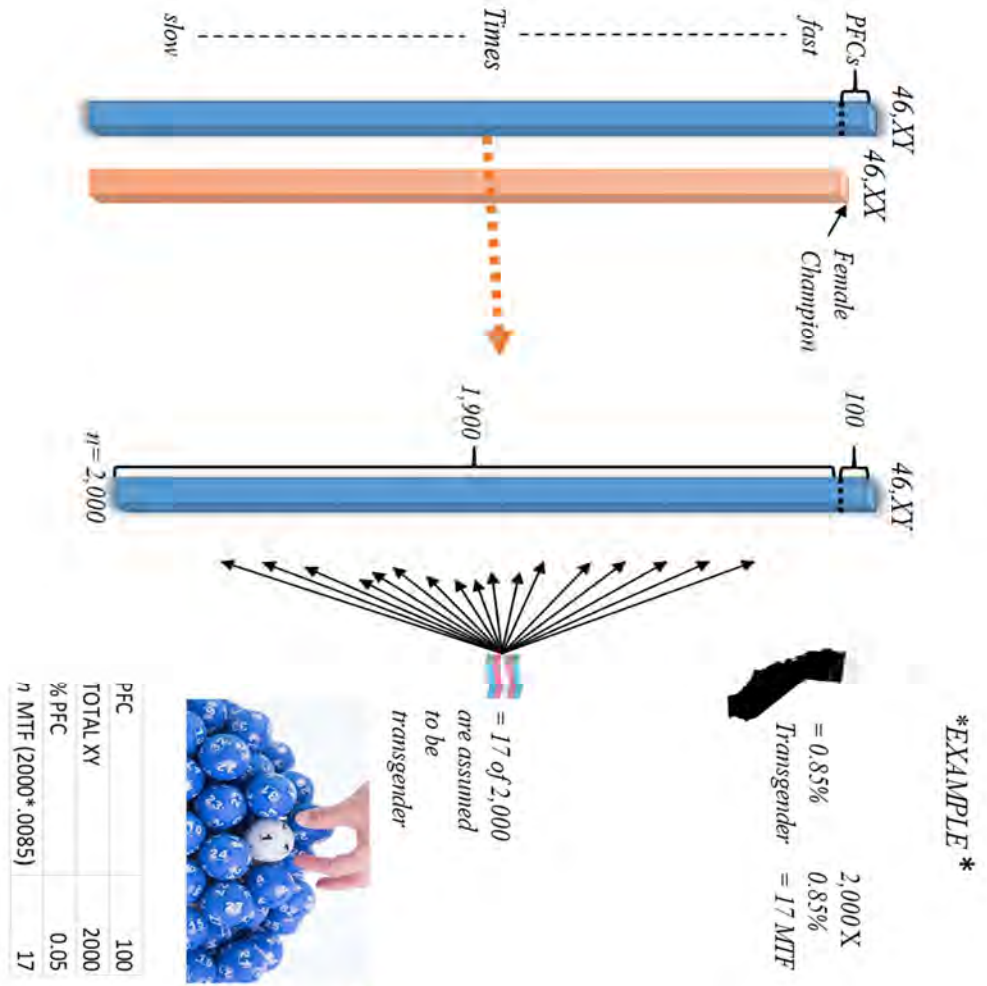 *EXAMPLE*
= 0.85%
Transgender
2,000X
0.85%
= 17 MTF
= 17 of 2,000
are assumed
to be
transgender
PFC 100
TOTAL XY 2000
% PFC 0.05
n MTF (2000*.0085) 17
46,XY
100
1,900
n= 2,000
Female
Champion
46,XX
46,XY
PFCs
fast
Times
slow